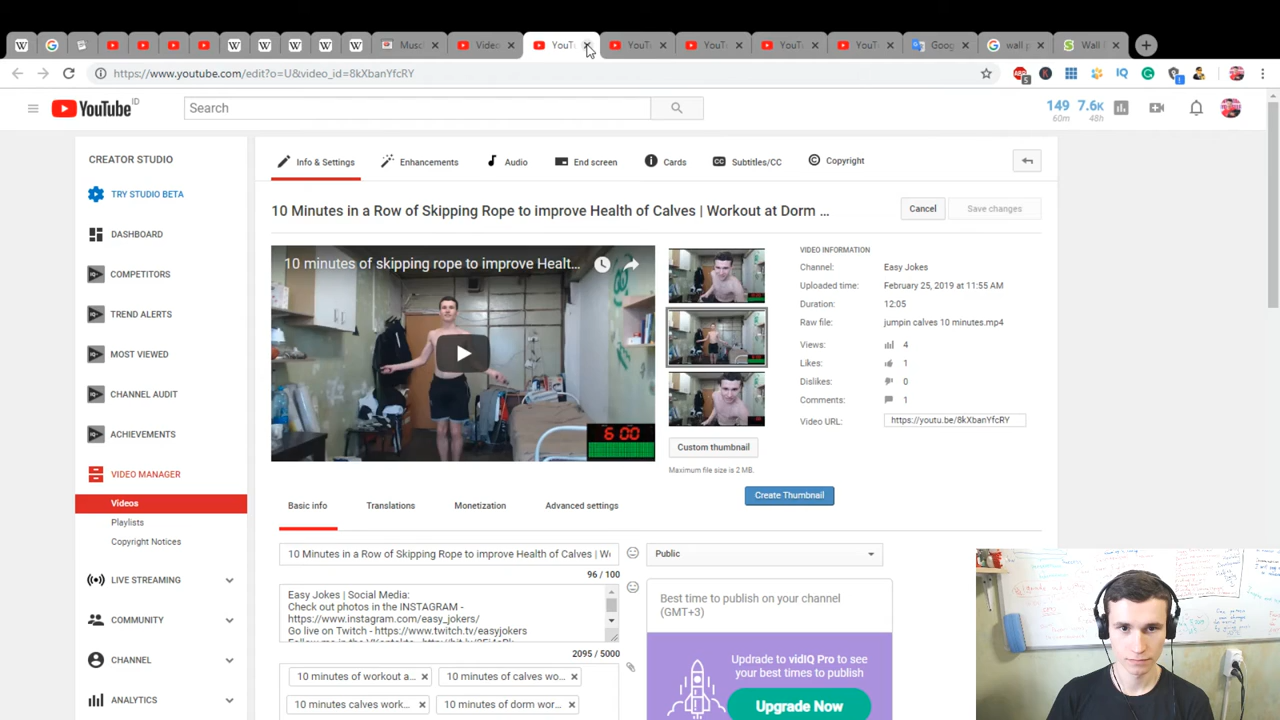 Musc
Video
YouT
YouT
YouT
YouT
YouT
Goog
wall p
Wall
https://www.youtube.com/edit?o=U&video_id=8kXbanYfcRY
YouTube ID
Search
149 60m
7.6K 48h
CREATOR STUDIO
TRY STUDIO BETA
DASHBOARD
COMPETITORS
TREND ALERTS
MOST VIEWED
CHANNEL AUDIT
ACHIEVEMENTS
VIDEO MANAGER
Videos
Playlists
Copyright Notices
LIVE STREAMING
COMMUNITY
CHANNEL
ANALYTICS
Info & Settings
Enhancements
Audio
End screen
Cards
Subtitles/CC
Copyright
10 Minutes in a Row of Skipping Rope to improve Health of Calves | Workout at Dorm ...
Cancel
Save changes
10 minutes of skipping rope to improve Healt...
6:00
Custom thumbnail
Maximum file size is 2 MB.
Create Thumbnail
VIDEO INFORMATION
Channel: Easy Jokes
Uploaded time: February 25, 2019 at 11:55 AM
Duration: 12:05
Raw file: jumpin calves 10 minutes.mp4
Views: 4
Likes: 1
Dislikes: 0
Comments: 1
Video URL: https://youtu.be/8kXbanYfcRY
Basic info
Translations
Monetization
Advanced settings
10 Minutes in a Row of Skipping Rope to improve Health of Calves | W
96 / 100
Public
Easy Jokes | Social Media:
Check out photos in the INSTAGRAM -
https://www.instagram.com/easy_jokers/
Go live on Twitch - https://www.twitch.tv/easyjokers
2095 / 5000
10 minutes of workout a...
10 minutes of calves wo...
10 minutes calves work...
10 minutes of dorm wor...
Best time to publish on your channel
(GMT+3)
Upgrade to vidIQ Pro to see
your best times to publish
Upgrade Now